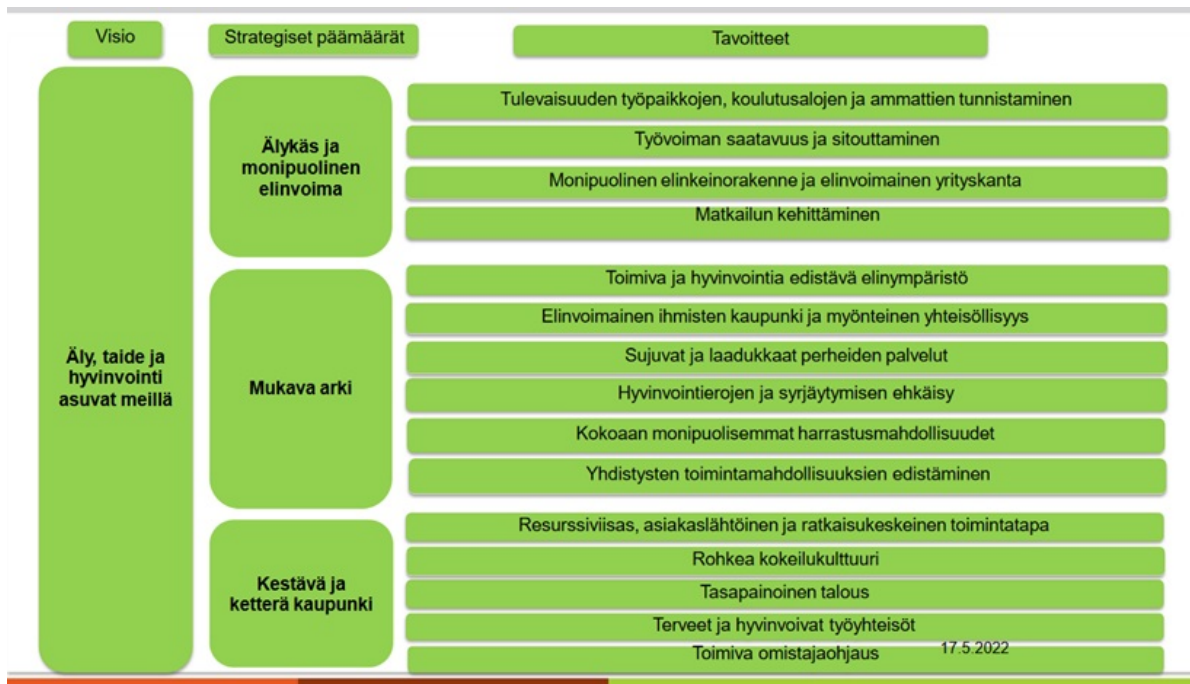 Visio
Strategiset päämäärät
Tavoitteet
Äly, taide ja
hyvinvointi
asuvat meillä
Älykäs ja
monipuolinen
elinvoima
Tulevaisuuden työpaikkojen, koulutusalojen ja ammattien tunnistaminen
Työvoiman saatavuus ja sitouttaminen
Monipuolinen elinkeinorakenne ja elinvoimainen yrityskanta
Matkailun kehittäminen
Mukava arki
Toimiva ja hyvinvointia edistävä elinympäristö
Elinvoimainen ihmisten kaupunki ja myönteinen yhteisöllisyys
Sujuvat ja laadukkaat perheiden palvelut
Hyvinvointierojen ja syrjäytymisen ehkäisy
Kokoaan monipuolisemmat harrastusmahdollisuudet
Yhdistysten toimintamahdollisuuksien edistäminen
Kestävä ja
ketterä kaupunki
Resurssiviisas, asiakaslähtöinen ja ratkaisukeskeinen toimintatapa
Rohkea kokeilukulttuuri
Tasapainoinen talous
Terveet ja hyvinvoivat työyhteisöt
Toimiva omistajaohjaus
17.5.2022